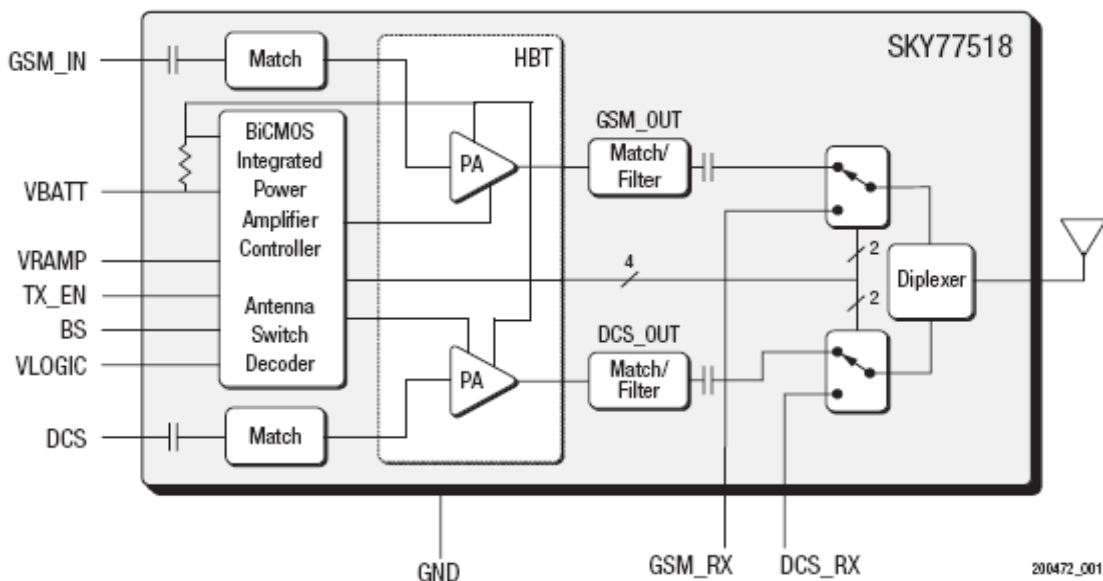 SKY77518
GSM_IN
Match
HBT
BiCMOS
Integrated
Power
Amplifier
Controller
Antenna
Switch
Decoder
VBATT
VRAMP
TX_EN
BS
VLOGIC
DCS
Match
PA
PA
GSM_OUT
Match/
Filter
4
DCS_OUT
Match/
Filter
2
2
Diplexer
GND
GSM_RX
DCS_RX
200472_001